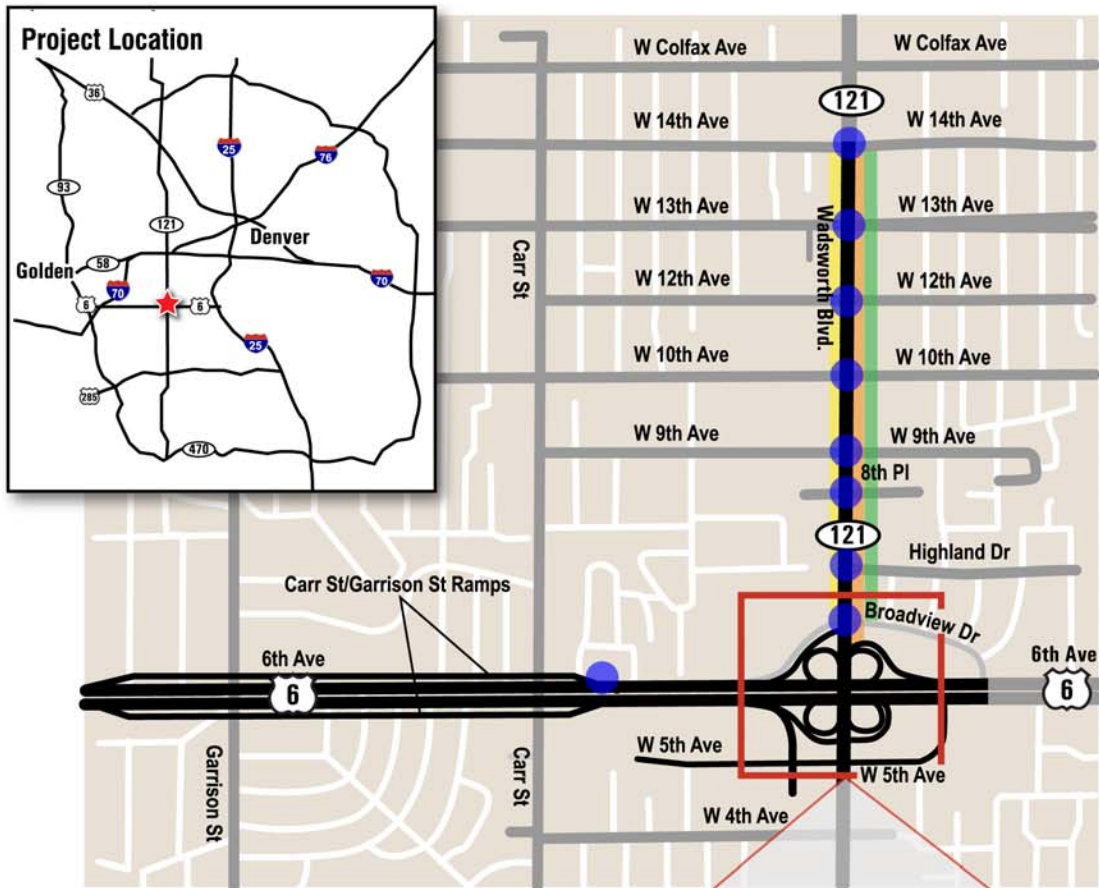 Project Location
36
25
76
93
121
Denver
Golden
58
70
70
6
6
25
285
470
W Colfax Ave
W Colfax Ave
121
W 14th Ave
W 14th Ave
W 13th Ave
W 13th Ave
Carr St
Wadsworth Blvd.
W 12th Ave
W 12th Ave
W 10th Ave
W 10th Ave
W 9th Ave
W 9th Ave
8th Pl
121
Highland Dr
Carr St/Garrison St Ramps
Broadview Dr
6th Ave
6th Ave
6
6
W 5th Ave
W 5th Ave
Garrison St
Carr St
W 4th Ave